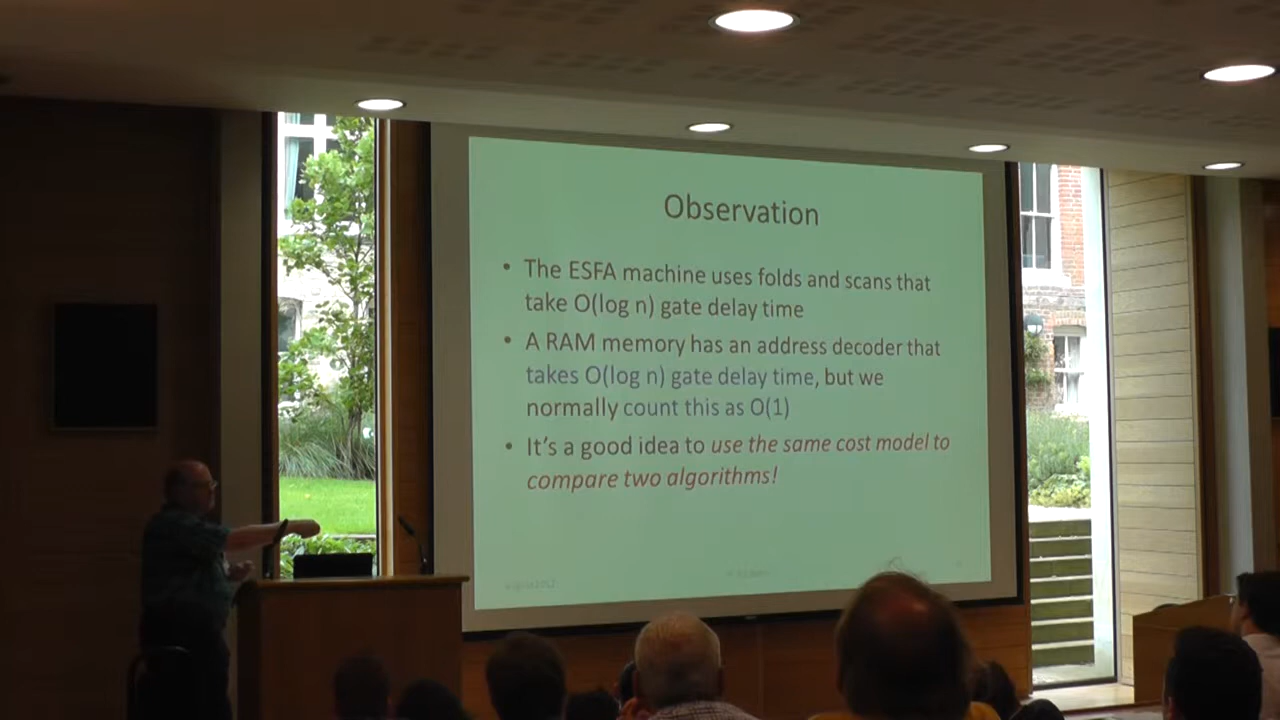 Observation
• The ESFA machine uses folds and scans that
take O(log n) gate delay time
• A RAM memory has an address decoder that
takes O(log n) gate delay time, but we
normally count this as O(1)
• It's a good idea to use the same cost model to
compare two algorithms!